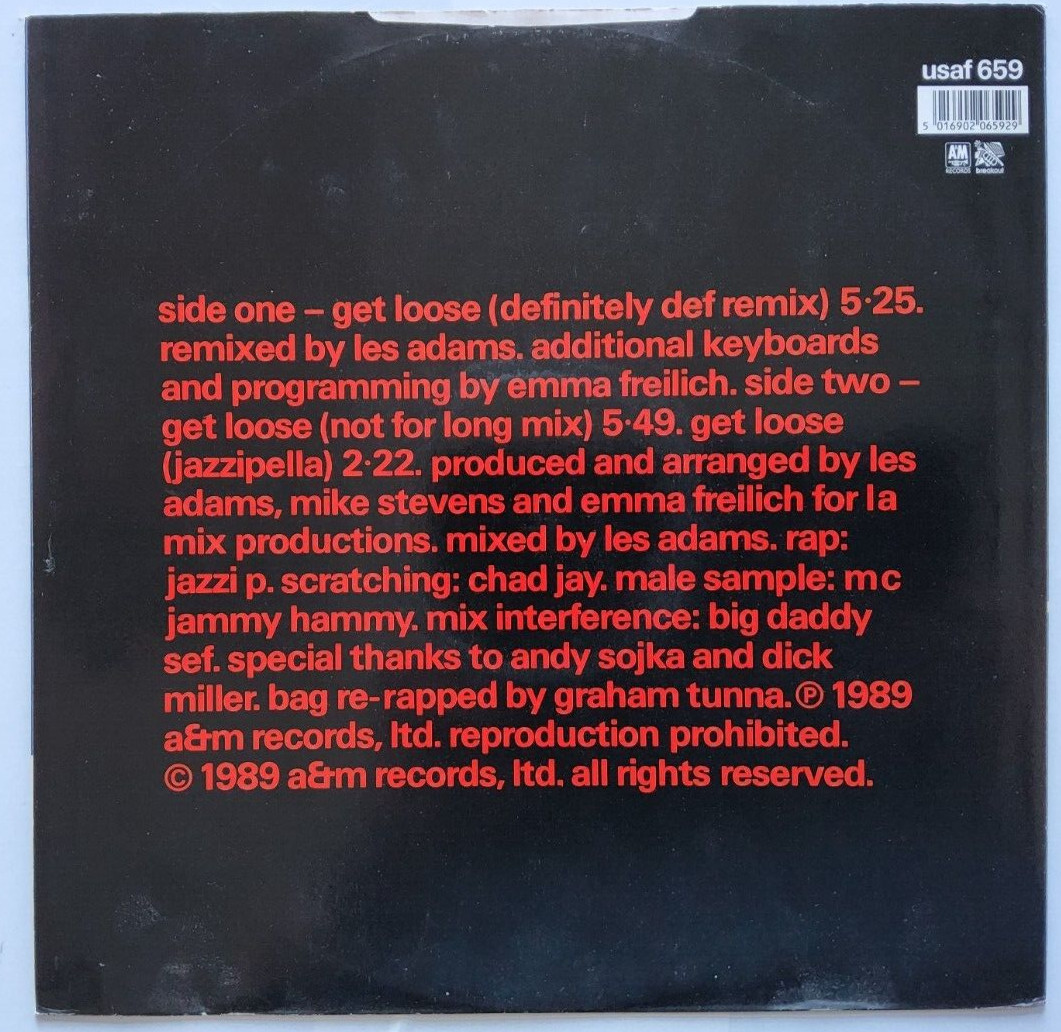 usaf 659
5 016902 065929
A&M
RECORDS
breakout
side one – get loose (definitely def remix) 5·25.
remixed by les adams. additional keyboards
and programming by emma freilich. side two –
get loose (not for long mix) 5·49. get loose
(jazzipella) 2·22. produced and arranged by les
adams, mike stevens and emma freilich for l a
mix productions. mixed by les adams. rap:
jazzi p. scratching: chad jay. male sample: m c
jammy hammy. mix interference: big daddy
sef. special thanks to andy sojka and dick
miller. bag re-rapped by graham tunna. ℗ 1989
a&m records, ltd. reproduction prohibited.
© 1989 a&m records, ltd. all rights reserved.